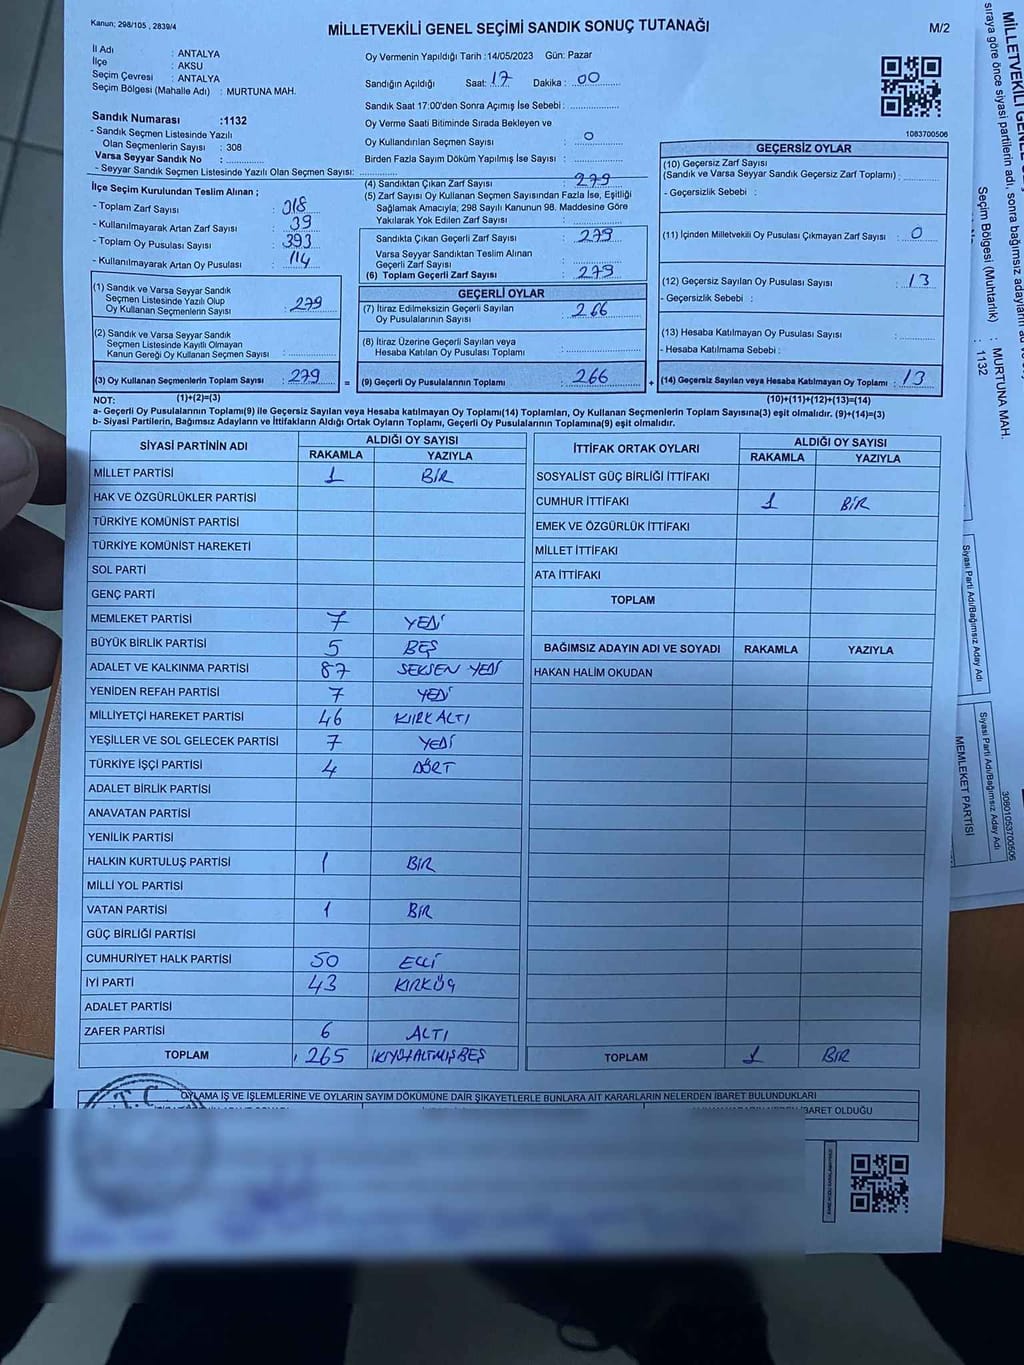 Kanun; 298/105 , 2839/4
MİLLETVEKİLİ GENEL SEÇİMİ SANDIK SONUÇ TUTANAĞI
M/2
İl Adı : ANTALYA
İlçe : AKSU
Seçim Çevresi : ANTALYA
Seçim Bölgesi (Mahalle Adı) : MURTUNA MAH.
Sandık Numarası :1132
- Sandık Seçmen Listesinde Yazılı
Olan Seçmenlerin Sayısı : 308
Varsa Seyyar Sandık No :
- Seyyar Sandık Seçmen Listesinde Yazılı Olan Seçmen Sayısı:
Oy Vermenin Yapıldığı Tarih :14/05/2023 Gün: Pazar
Sandığın Açıldığı Saat: 17 Dakika : 00
Sandık Saat 17:00'den Sonra Açımış İse Sebebi :
Oy Verme Saati Bitiminde Sırada Bekleyen ve
Oy Kullandırılan Seçmen Sayısı : 0
Birden Fazla Sayım Döküm Yapılmış İse Sayısı :
1083700506
İlçe Seçim Kurulundan Teslim Alınan ;
- Toplam Zarf Sayısı : 318
- Kullanılmayarak Artan Zarf Sayısı : 39
- Toplam Oy Pusulası Sayısı : 393
- Kullanılmayarak Artan Oy Pusulası : 114
(1) Sandık ve Varsa Seyyar Sandık
Seçmen Listesinde Yazılı Olup
Oy Kullanan Seçmenlerin Sayısı : 279
(2) Sandık ve Varsa Seyyar Sandık
Seçmen Listesinde Kayıtlı Olmayan
Kanun Gereği Oy Kullanan Seçmen Sayısı :
(3) Oy Kullanan Seçmenlerin Toplam Sayısı : 279 =
(1)+(2)=(3)
(4) Sandıktan Çıkan Zarf Sayısı : 279
(5) Zarf Sayısı Oy Kullanan Seçmen Sayısından Fazla İse, Eşitliği
Sağlamak Amacıyla; 298 Sayılı Kanunun 98. Maddesine Göre
Yakılarak Yok Edilen Zarf Sayısı :
Sandıkta Çıkan Geçerli Zarf Sayısı : 279
Varsa Seyyar Sandıktan Teslim Alınan
Geçerli Zarf Sayısı :
(6) Toplam Geçerli Zarf Sayısı : 279
GEÇERLİ OYLAR
(7) İtiraz Edilmeksizin Geçerli Sayılan
Oy Pusulalarının Sayısı : 266
(8) İtiraz Üzerine Geçerli Sayılan veya
Hesaba Katılan Oy Pusulası Toplamı :
(9) Geçerli Oy Pusulalarının Toplamı : 266 +
GEÇERSİZ OYLAR
(10) Geçersiz Zarf Sayısı
(Sandık ve Varsa Seyyar Sandık Geçersiz Zarf Toplamı) :
- Geçersizlik Sebebi :
(11) İçinden Milletvekili Oy Pusulası Çıkmayan Zarf Sayısı : 0
(12) Geçersiz Sayılan Oy Pusulası Sayısı : 13
- Geçersizlik Sebebi :
(13) Hesaba Katılmayan Oy Pusulası Sayısı :
- Hesaba Katılmama Sebebi :
(14) Geçersiz Sayılan veya Hesaba Katılmayan Oy Toplamı : 13
(10)+(11)+(12)+(13)=(14)
NOT:
a- Geçerli Oy Pusulalarının Toplamı(9) ile Geçersiz Sayılan veya Hesaba katılmayan Oy Toplamı(14) Toplamları, Oy Kullanan Seçmenlerin Toplam Sayısına(3) eşit olmalıdır. (9)+(14)=(3)
b- Siyasi Partilerin, Bağımsız Adayların ve İttifakların Aldığı Ortak Oyların Toplamı, Geçerli Oy Pusulalarının Toplamına(9) eşit olmalıdır.
SİYASİ PARTİNİN ADI ALDIĞI OY SAYISI
RAKAMLA YAZIYLA
MİLLET PARTİSİ 1 BİR
HAK VE ÖZGÜRLÜKLER PARTİSİ
TÜRKİYE KOMÜNİST PARTİSİ
TÜRKİYE KOMÜNİST HAREKETİ
SOL PARTİ
GENÇ PARTİ
MEMLEKET PARTİSİ 7 YEDİ
BÜYÜK BİRLİK PARTİSİ 5 BEŞ
ADALET VE KALKINMA PARTİSİ 87 SEKSEN YEDİ
YENİDEN REFAH PARTİSİ 7 YEDİ
MİLLİYETÇİ HAREKET PARTİSİ 46 KIRK ALTI
YEŞİLLER VE SOL GELECEK PARTİSİ 7 YEDİ
TÜRKİYE İŞÇİ PARTİSİ 4 DÖRT
ADALET BİRLİK PARTİSİ
ANAVATAN PARTİSİ
YENİLİK PARTİSİ
HALKIN KURTULUŞ PARTİSİ 1 BİR
MİLLİ YOL PARTİSİ
VATAN PARTİSİ 1 BİR
GÜÇ BİRLİĞİ PARTİSİ
CUMHURİYET HALK PARTİSİ 50 ELLİ
İYİ PARTİ 43 KIRKÜÇ
ADALET PARTİSİ
ZAFER PARTİSİ 6 ALTI
TOPLAM 265 İKİYÜZALTMIŞBEŞ
İTTİFAK ORTAK OYLARI ALDIĞI OY SAYISI
RAKAMLA YAZIYLA
SOSYALİST GÜÇ BİRLİĞİ İTTİFAKI
CUMHUR İTTİFAKI 1 BİR
EMEK VE ÖZGÜRLÜK İTTİFAKI
MİLLET İTTİFAKI
ATA İTTİFAKI
TOPLAM
BAĞIMSIZ ADAYIN ADI VE SOYADI RAKAMLA YAZIYLA
HAKAN HALİM OKUDAN
TOPLAM 1 BİR
T.C.
OYLAMA İŞ VE İŞLEMLERİNE VE OYLARIN SAYIM DÖKÜMÜNE DAİR ŞİKAYETLERLE BUNLARA AİT KARARLARIN NELERDEN İBARET BULUNDUKLARI
İBARET OLDUĞU
MİLLETVEKİLİ GENEL
sıraya göre önce siyasi partilerin adı, sonra bağımsız adayların ad
Seçim Bölgesi (Muhtarlık) : MURTUNA MAH.
: 1132
Siyasi Parti Adı/Bağımsız Aday Adı
Siyasi Parti Adı/Bağımsız Aday Adı
MEMLEKET PARTİSİ
30801053700506